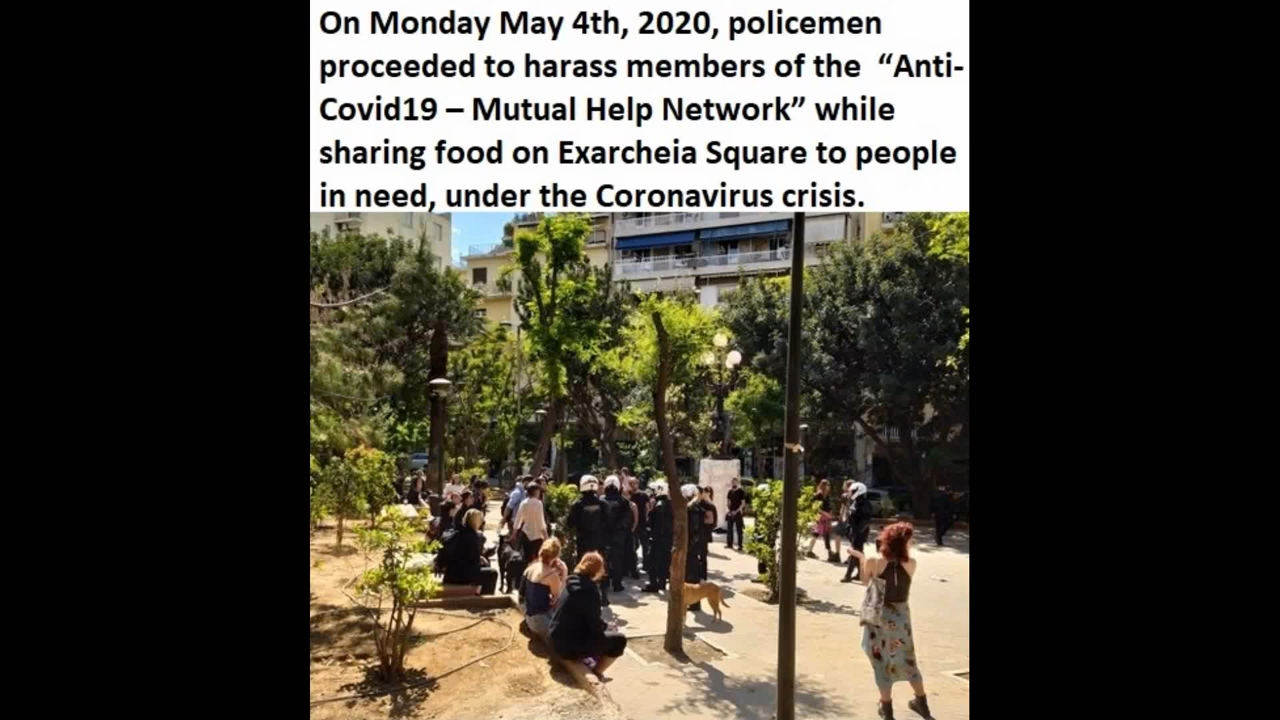 On Monday May 4th, 2020, policemen
proceeded to harass members of the “Anti-
Covid19 – Mutual Help Network” while
sharing food on Exarcheia Square to people
in need, under the Coronavirus crisis.